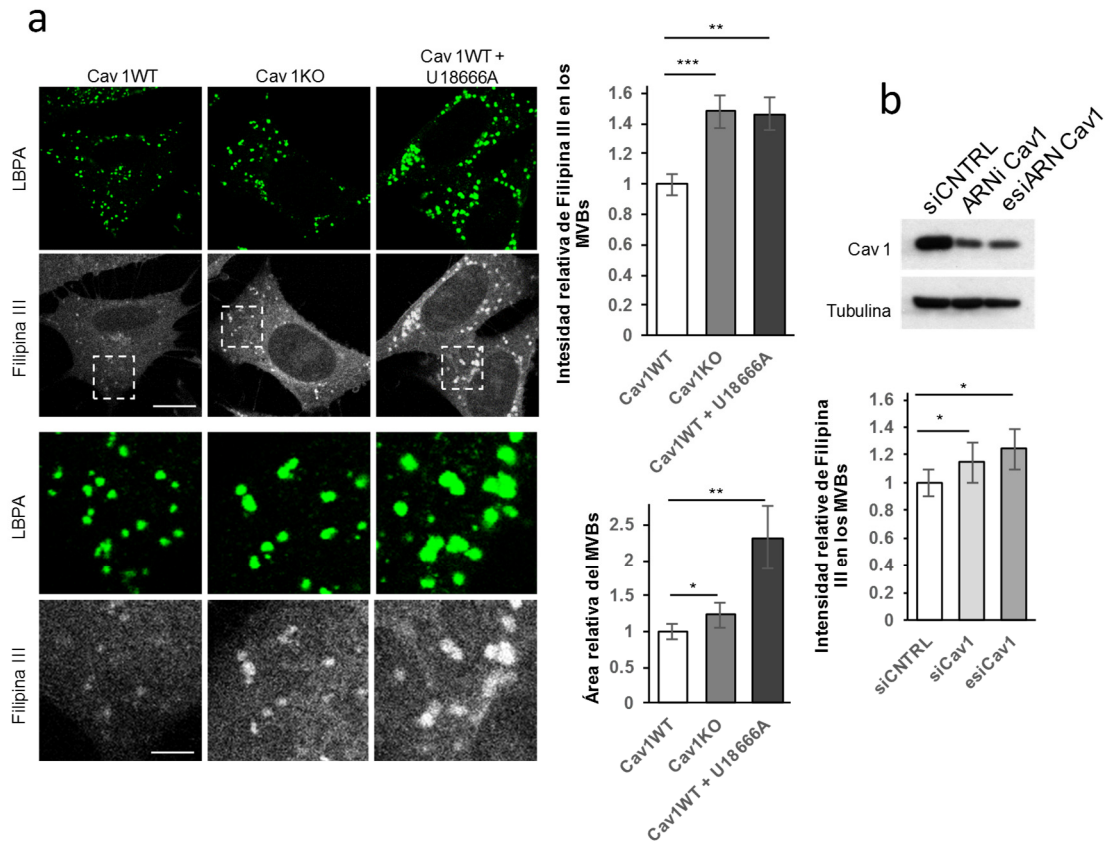 a
Cav 1WT
Cav 1KO
Cav 1WT +
U18666A
LBPA
Filipina III
LBPA
Filipina III
Intesidad relativa de Filipina III en los
MVBs
1.6
1.4
1.2
1
0.8
0.6
0.4
0.2
0
**
***
Cav1WT
Cav1KO
Cav1WT + U18666A
Área relativa del MVBs
2.5
2
1.5
1
0.5
0
**
*
Cav1WT
Cav1KO
Cav1WT + U18666A
b
siCNTRL
ARNi Cav1
esiARN Cav1
Cav 1
Tubulina
Intensidad relative de Filipina
III en los MVBs
1.6
1.4
1.2
1
0.8
0.6
0.4
0.2
0
*
*
siCNTRL
siCav1
esiCav1